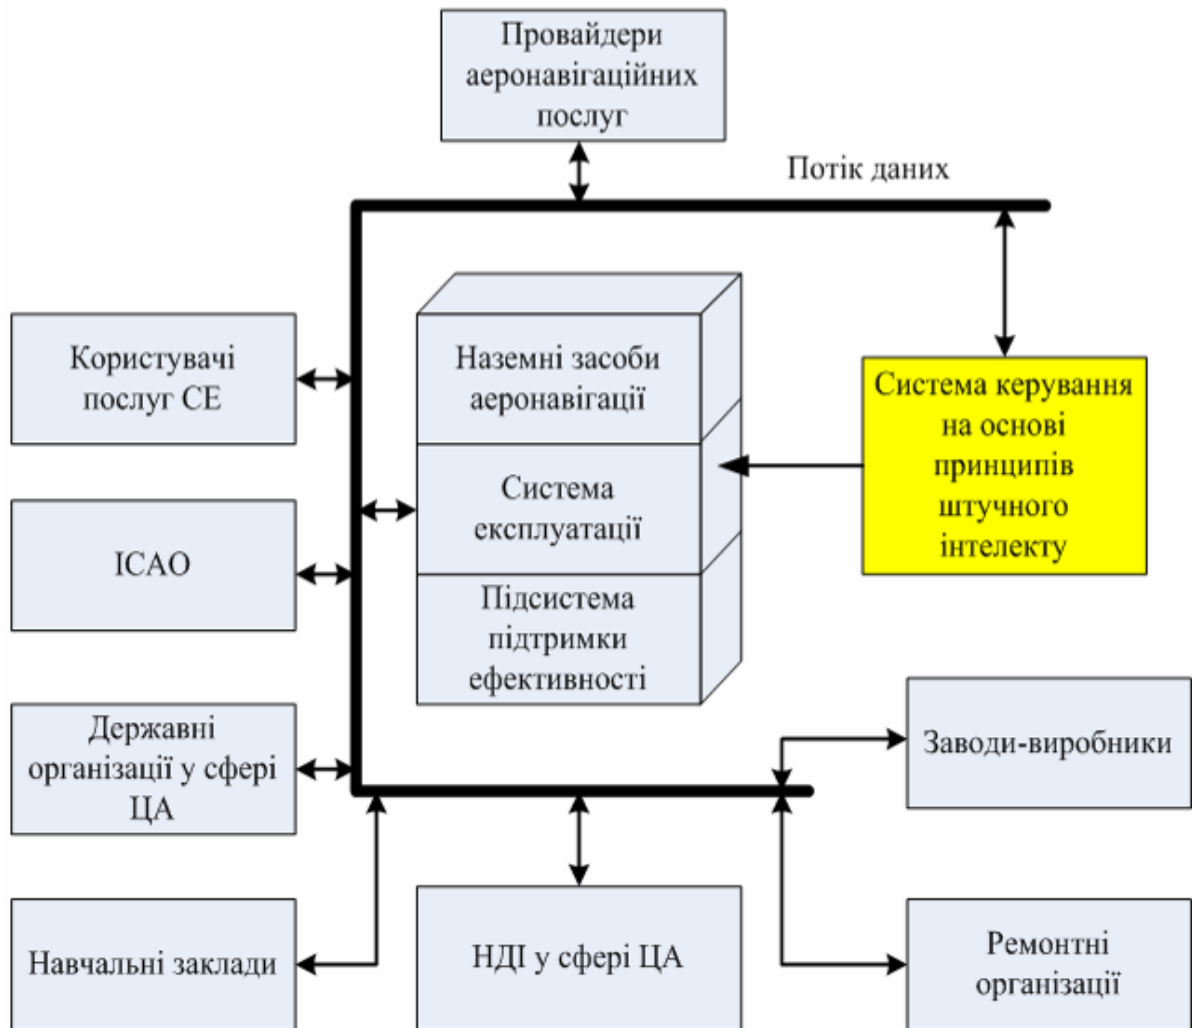 Провайдери
аеронавігаційних
послуг
Потік даних
Користувачі
послуг СЕ
Наземні засоби
аеронавігації
Система керування
на основі
принципів
штучного
інтелекту
Система
експлуатації
ІСАО
Підсистема
підтримки
ефективності
Державні
організації у сфері
ЦА
Заводи-виробники
Навчальні заклади
НДІ у сфері ЦА
Ремонтні
організації